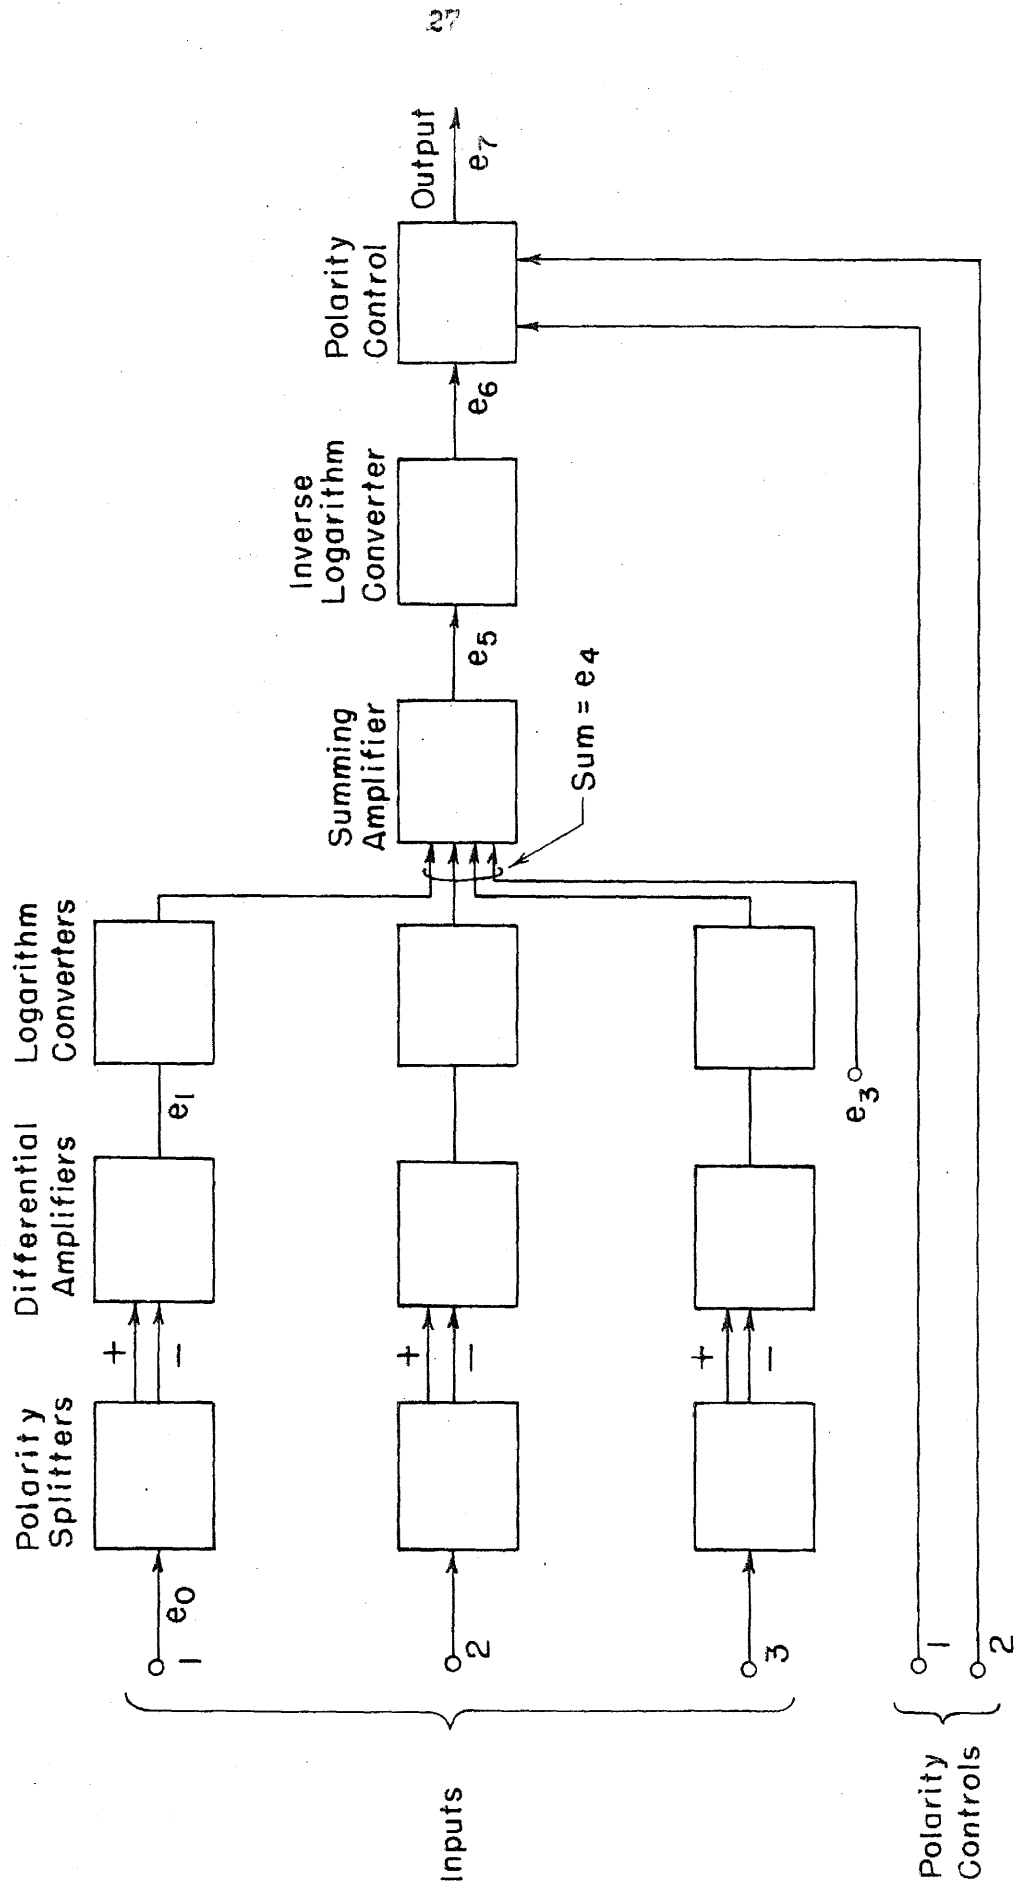 27
Polarity
Splitters
Differential
Amplifiers
Logarithm
Converters
Summing
Amplifier
Inverse
Logarithm
Converter
Polarity
Control
Output
Inputs
1
e0
+
−
e1
2
+
−
3
+
−
e3
Sum = e4
e5
e6
e7
Polarity
Controls
1
2